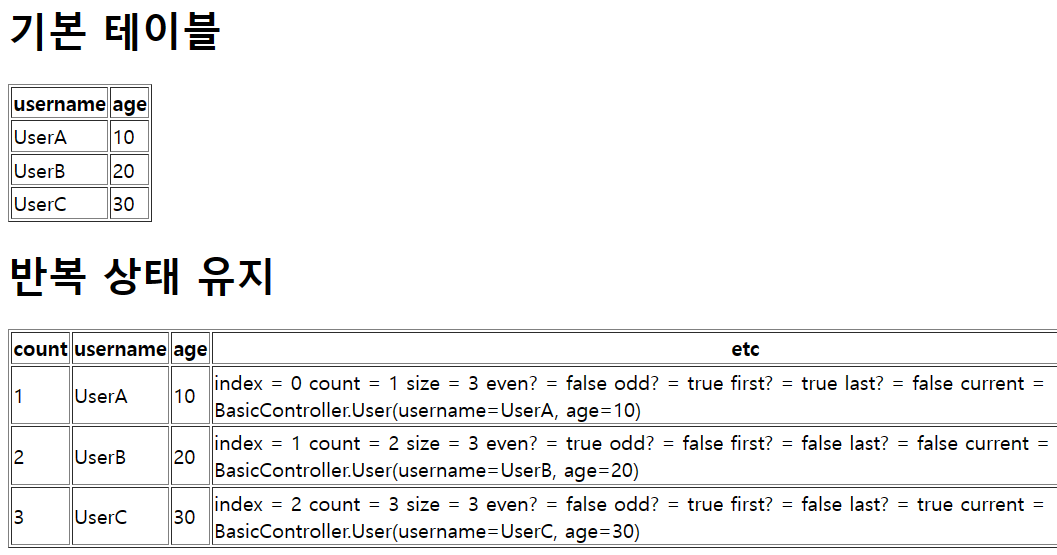 기본 테이블
username age
UserA 10
UserB 20
UserC 30
반복 상태 유지
count username age etc
1 UserA 10 index = 0 count = 1 size = 3 even? = false odd? = true first? = true last? = false current =
BasicController.User(username=UserA, age=10)
2 UserB 20 index = 1 count = 2 size = 3 even? = true odd? = false first? = false last? = false current =
BasicController.User(username=UserB, age=20)
3 UserC 30 index = 2 count = 3 size = 3 even? = false odd? = true first? = false last? = true current =
BasicController.User(username=UserC, age=30)